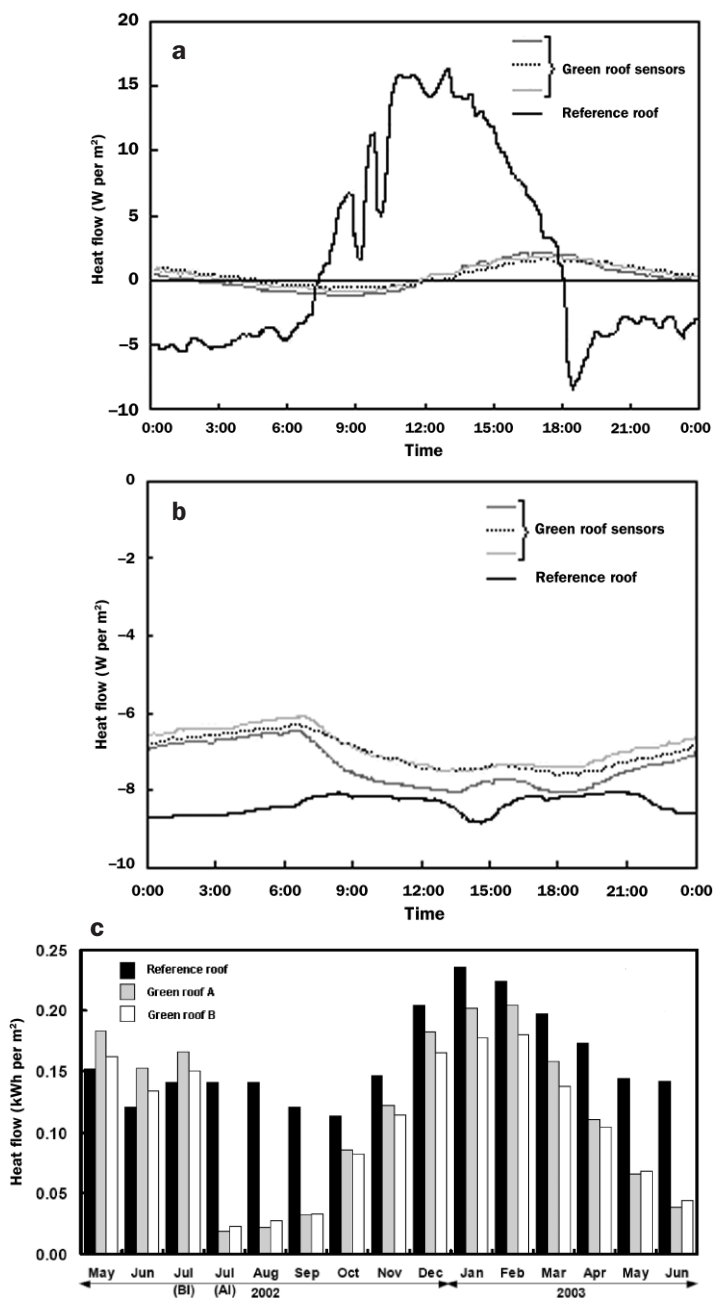 a
Heat flow (W per m²)
20
15
10
5
0
–5
–10
Green roof sensors
Reference roof
0:00 3:00 6:00 9:00 12:00 15:00 18:00 21:00 0:00
Time
b
Heat flow (W per m²)
0
–2
–4
–6
–8
–10
Green roof sensors
Reference roof
0:00 3:00 6:00 9:00 12:00 15:00 18:00 21:00 0:00
Time
c
Heat flow (kWh per m²)
0.25
0.20
0.15
0.10
0.05
0.00
Reference roof
Green roof A
Green roof B
May Jun Jul Jul Aug Sep Oct Nov Dec Jan Feb Mar Apr May Jun
(BI) (AI) 2002 2003